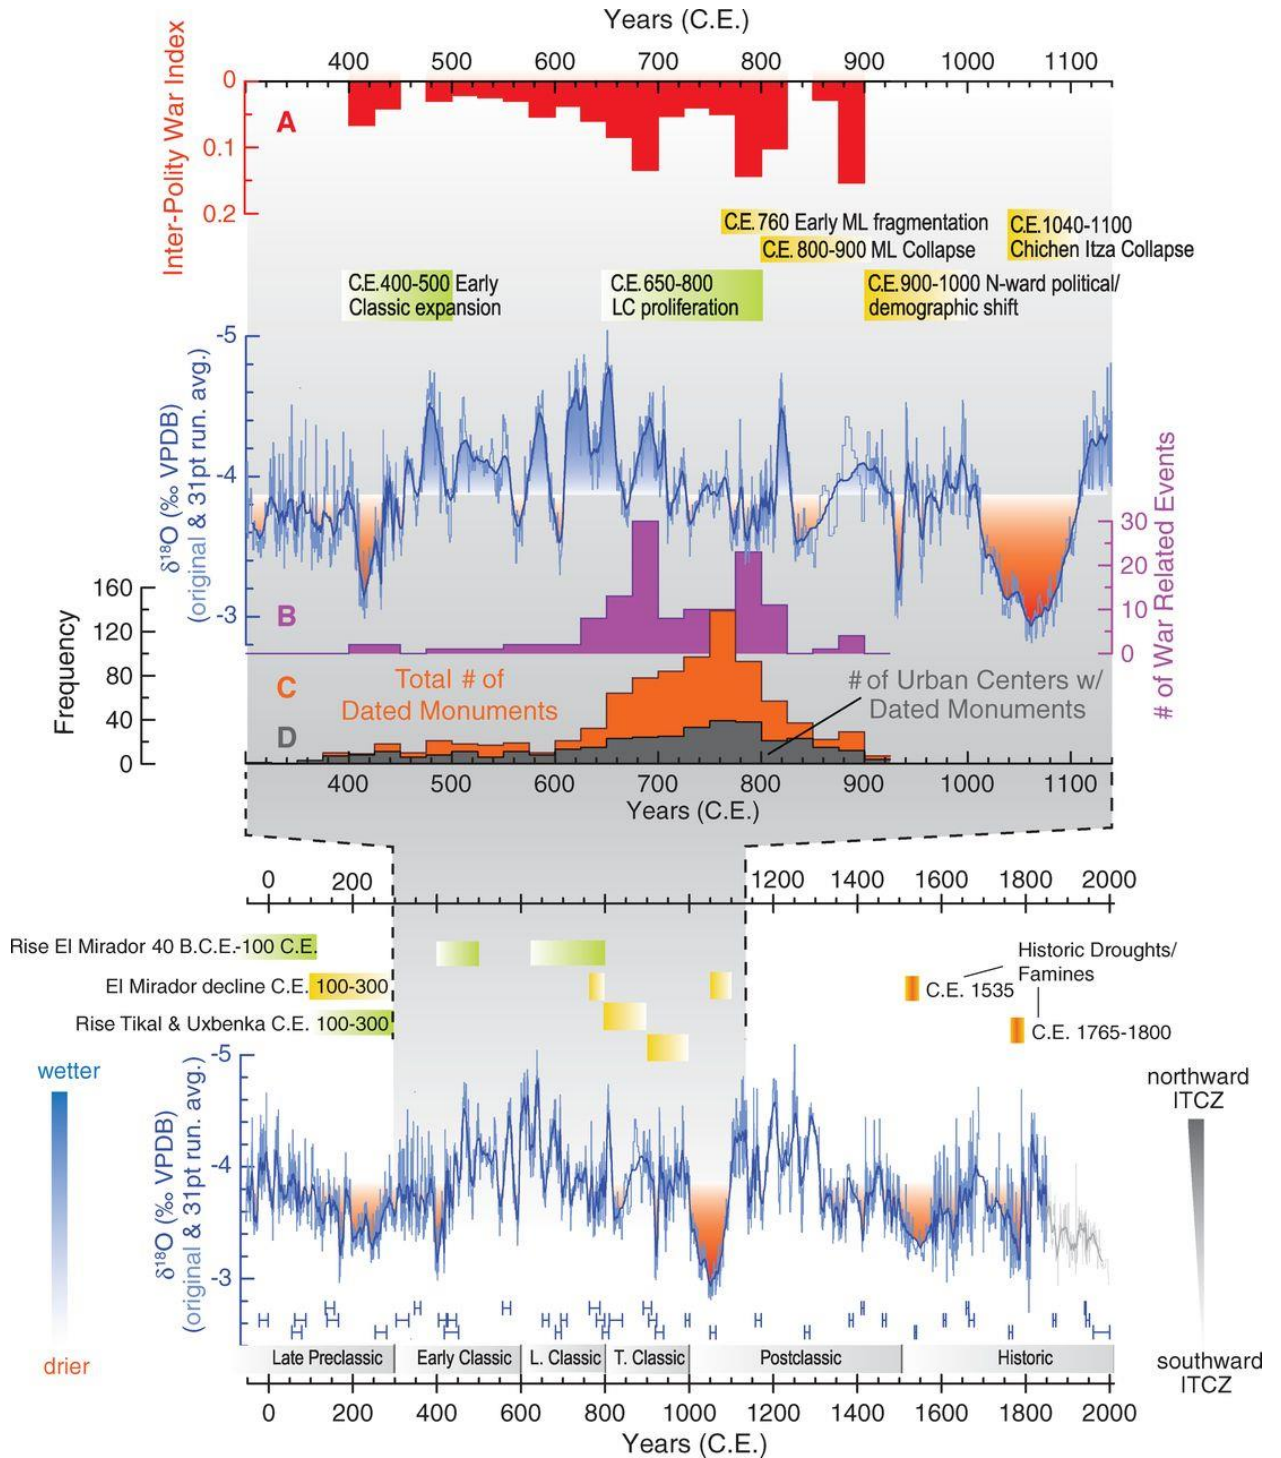 Years (C.E.)
400 500 600 700 800 900 1000 1100
Inter-Polity War Index
0
0.1
0.2
A
C.E. 760 Early ML fragmentation
C.E. 800-900 ML Collapse
C.E. 1040-1100
Chichen Itza Collapse
C.E. 400-500 Early
Classic expansion
C.E. 650-800
LC proliferation
C.E. 900-1000 N-ward political/
demographic shift
δ¹⁸O (‰ VPDB)
(original & 31pt run. avg.)
-5
-4
-3
# of War Related Events
30
20
10
0
B
Frequency
160
120
80
40
0
C
Total # of
Dated Monuments
D
# of Urban Centers w/
Dated Monuments
400 500 600 700 800 900 1000 1100
Years (C.E.)
0 200 1200 1400 1600 1800 2000
Rise El Mirador 40 B.C.E.-100 C.E.
El Mirador decline C.E. 100-300
Rise Tikal & Uxbenka C.E. 100-300
Historic Droughts/
Famines
C.E. 1535
C.E. 1765-1800
wetter
drier
δ¹⁸O (‰ VPDB)
(original & 31pt run. avg.)
-5
-4
-3
northward
ITCZ
southward
ITCZ
Late Preclassic Early Classic L. Classic T. Classic Postclassic Historic
0 200 400 600 800 1000 1200 1400 1600 1800 2000
Years (C.E.)